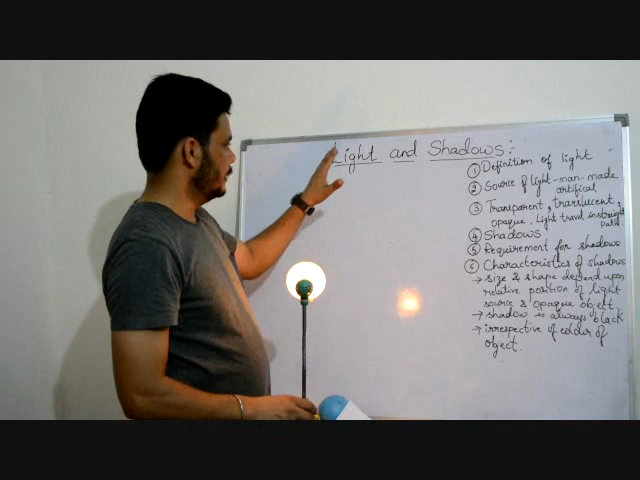 Light and Shadows:
① Definition of light
② Source of light - man-made
artifical
③ Transparent, traslucent,
opaque, light travel in straight
path
④ Shadows
⑤ Requirement for shadows
⑥ Characteristics of shadows
→ size & shape depend upon
relative position of light
source & opaque object
→ shadow is always black
→ irrespective of colour of
object.